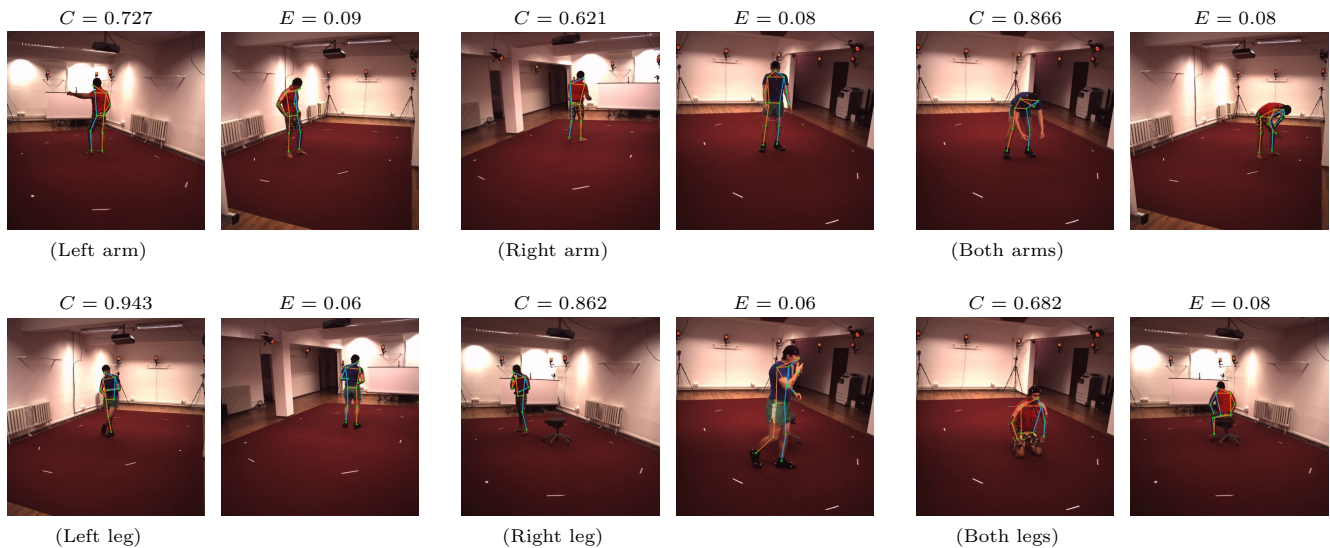 C = 0.727 E = 0.09 C = 0.621 E = 0.08 C = 0.866 E = 0.08
(Left arm) (Right arm) (Both arms)
C = 0.943 E = 0.06 C = 0.862 E = 0.06 C = 0.682 E = 0.08
(Left leg) (Right leg) (Both legs)